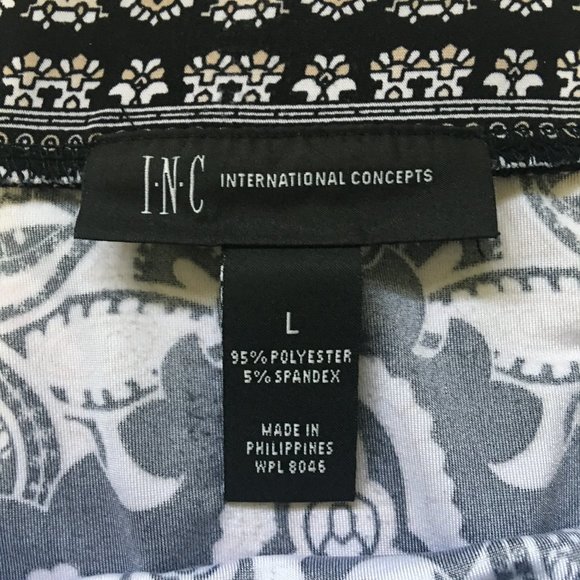 I·N·C INTERNATIONAL CONCEPTS
L
95% POLYESTER
5% SPANDEX
MADE IN
PHILIPPINES
WPL 8046